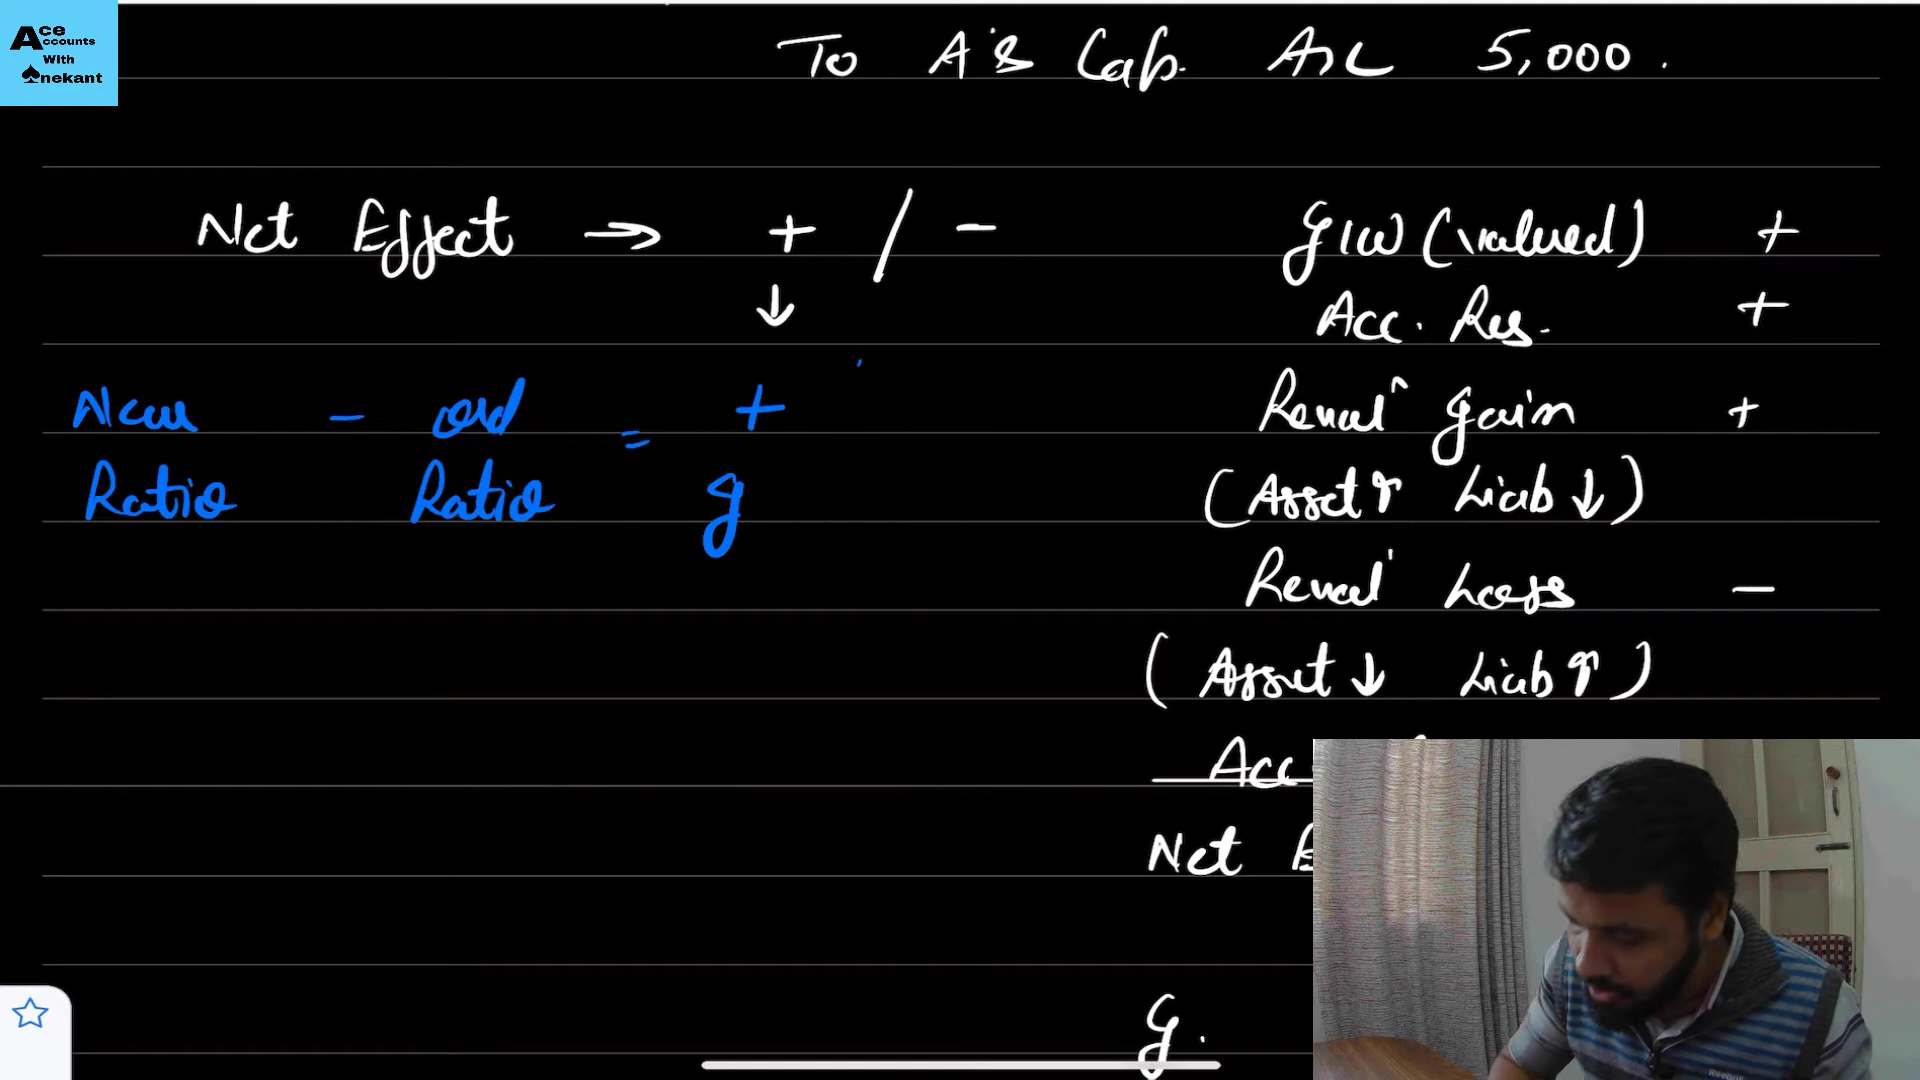 Ace
Accounts
With
Anekant
To A's Cap. A/c 5,000.
Net Effect → + / -
↓
New - Old = +
Ratio Ratio g
G/W (valued) +
Acc. Res. +
Reval^n gain +
(Asset↑ Liab↓)
Reval^n Loss -
(Asset↓ Liab↑)
Acc
Net
G.